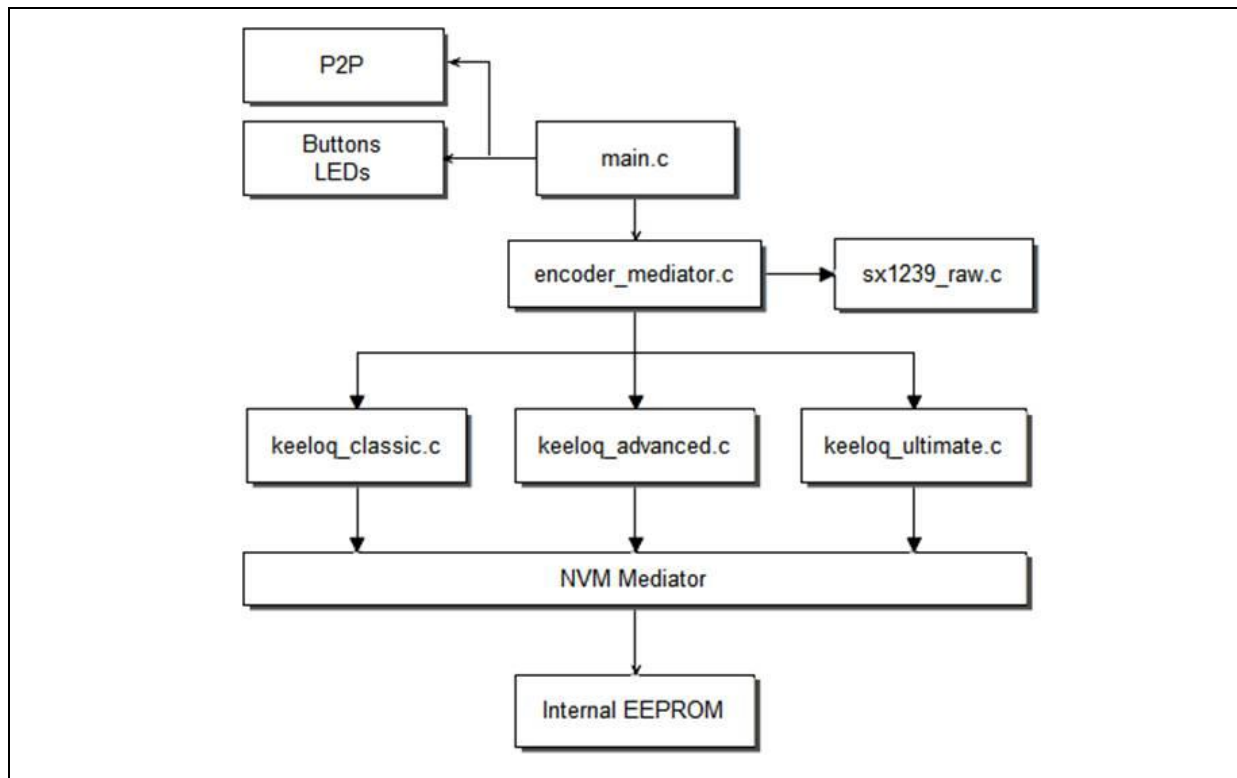 P2P
Buttons
LEDs
main.c
encoder_mediator.c
sx1239_raw.c
keeloq_classic.c
keeloq_advanced.c
keeloq_ultimate.c
NVM Mediator
Internal EEPROM